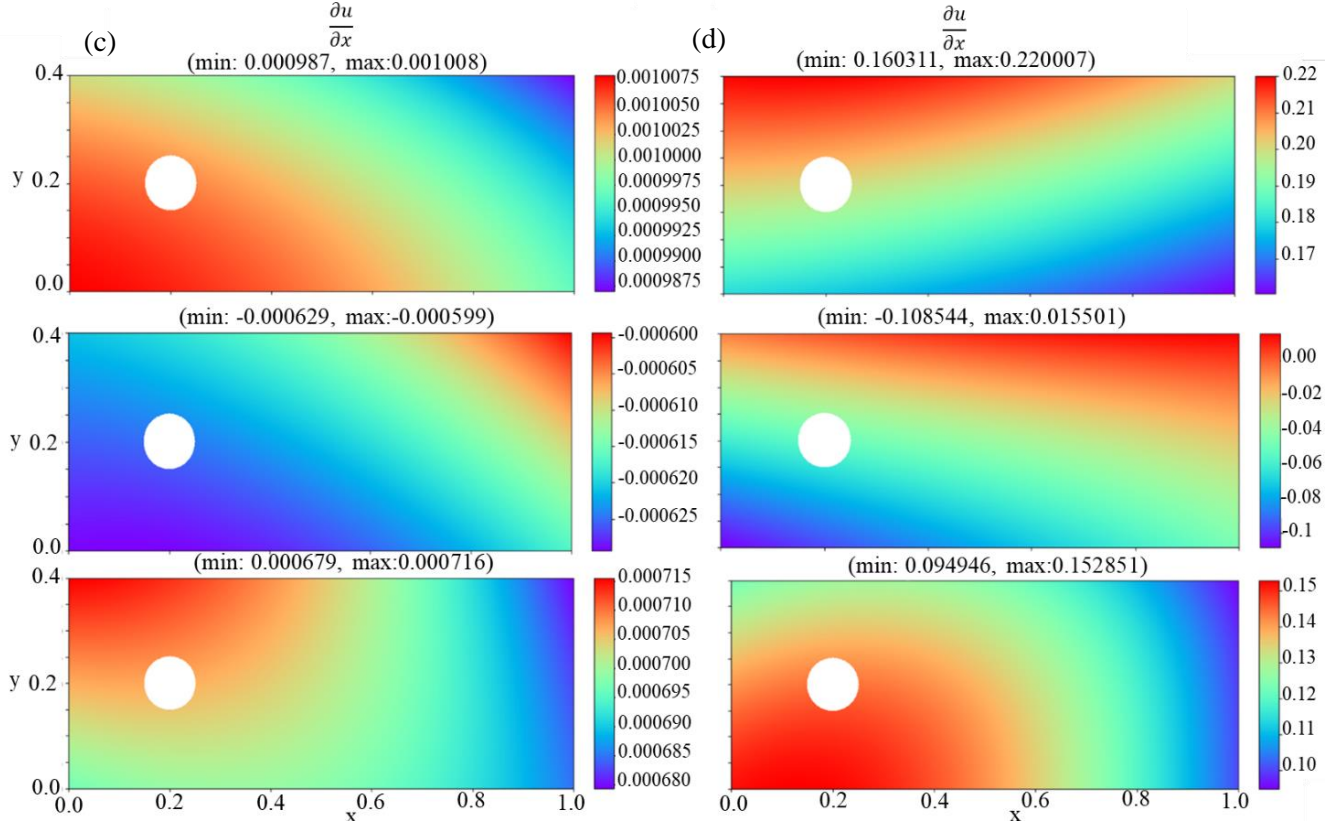 (c)
∂u
∂x
(min: 0.000987, max:0.001008)
y
0.4
0.2
0.0
0.0010075
0.0010050
0.0010025
0.0010000
0.0009975
0.0009950
0.0009925
0.0009900
0.0009875
(min: -0.000629, max:-0.000599)
y
0.4
0.2
0.0
-0.000600
-0.000605
-0.000610
-0.000615
-0.000620
-0.000625
(min: 0.000679, max:0.000716)
y
0.4
0.2
0.0
0.0 0.2 0.4 0.6 0.8 1.0
x
0.000715
0.000710
0.000705
0.000700
0.000695
0.000690
0.000685
0.000680
(d)
∂u
∂x
(min: 0.160311, max:0.220007)
0.22
0.21
0.20
0.19
0.18
0.17
(min: -0.108544, max:0.015501)
0.00
-0.02
-0.04
-0.06
-0.08
-0.1
(min: 0.094946, max:0.152851)
0.15
0.14
0.13
0.12
0.11
0.10
0.0 0.2 0.4 0.6 0.8 1.0
x